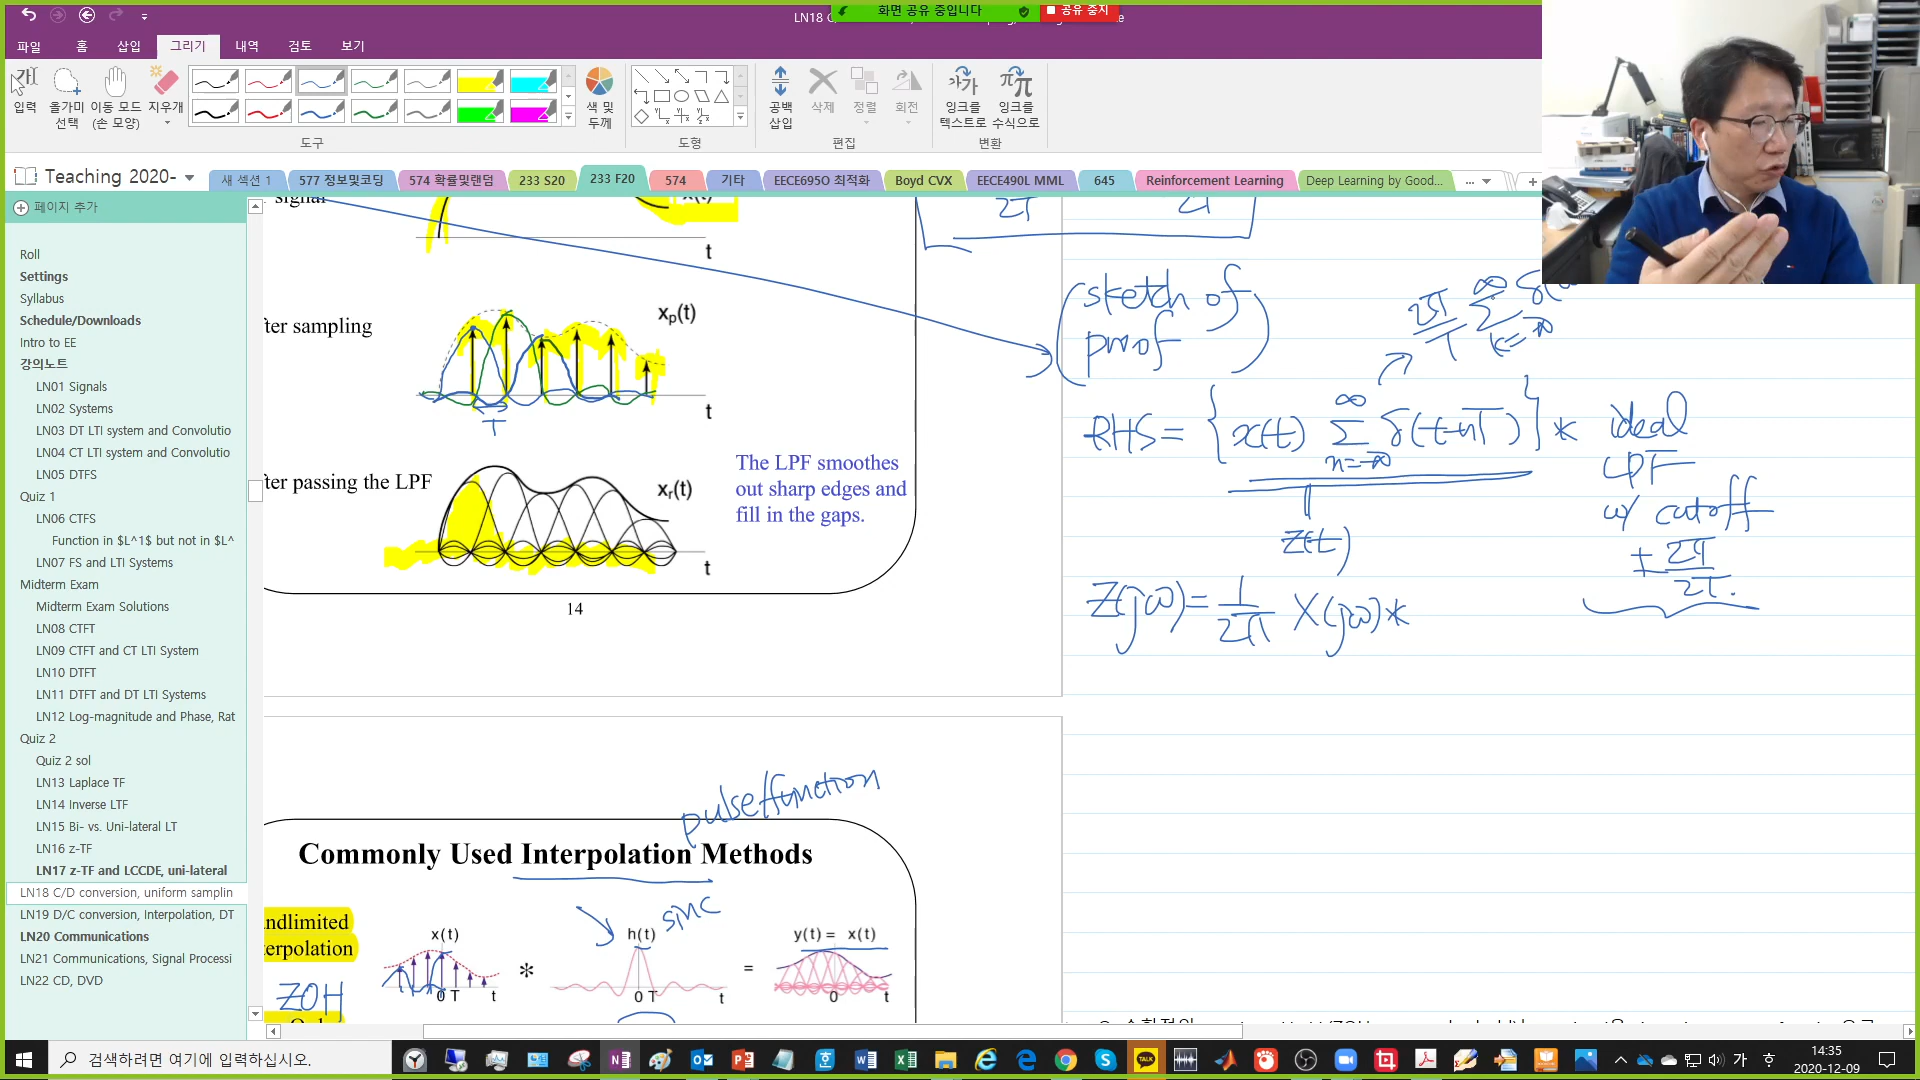 화면 공유 중입니다
공유 중지
LN18 C
파일 홈 삽입 그리기 내역 검토 보기
입력
올가미 선택
이동 모드 (손 모양)
지우개
색 및 두께
공백 삽입
삭제
정렬
회전
잉크를 텍스트로
잉크를 수식으로
도구
도형
편집
변환
Teaching 2020-
새 섹션 1
577 정보및코딩
574 확률및랜덤
233 S20
233 F20
574
기타
EECE695O 최적화
Boyd CVX
EECE490L MML
645
Reinforcement Learning
Deep Learning by Good...
...
페이지 추가
Roll
Settings
Syllabus
Schedule/Downloads
Intro to EE
강의노트
LN01 Signals
LN02 Systems
LN03 DT LTI system and Convolutio
LN04 CT LTI system and Convolutio
LN05 DTFS
Quiz 1
LN06 CTFS
Function in $L^1$ but not in $L^
LN07 FS and LTI Systems
Midterm Exam
Midterm Exam Solutions
LN08 CTFT
LN09 CTFT and CT LTI System
LN10 DTFT
LN11 DTFT and DT LTI Systems
LN12 Log-magnitude and Phase, Rat
Quiz 2
Quiz 2 sol
LN13 Laplace TF
LN14 Inverse LTF
LN15 Bi- vs. Uni-lateral LT
LN16 z-TF
LN17 z-TF and LCCDE, uni-lateral
LN18 C/D conversion, uniform samplin
LN19 D/C conversion, Interpolation, DT
LN20 Communications
LN21 Communications, Signal Processi
LN22 CD, DVD
signal
x(t)
t
fter sampling
xp(t)
t
T
fter passing the LPF
xr(t)
t
The LPF smoothes
out sharp edges and
fill in the gaps.
14
pulse/function
Commonly Used Interpolation Methods
andlimited
terpolation
ZOH
x(t)
0 T t
*
h(t)
sinc
0 T t
=
y(t) = x(t)
0 t
2T 2T
(sketch of
proof)
2π/T ∑ k=-∞ ∞ δ(
RHS = { x(t) ∑ n=-∞ ∞ δ(t-nT) } * ideal
LPF
w/ cutoff
± 2π/2T.
z(t)
Z(jω) = 1/2π X(jω) *
검색하려면 여기에 입력하십시오.
가
14:35
2020-12-09